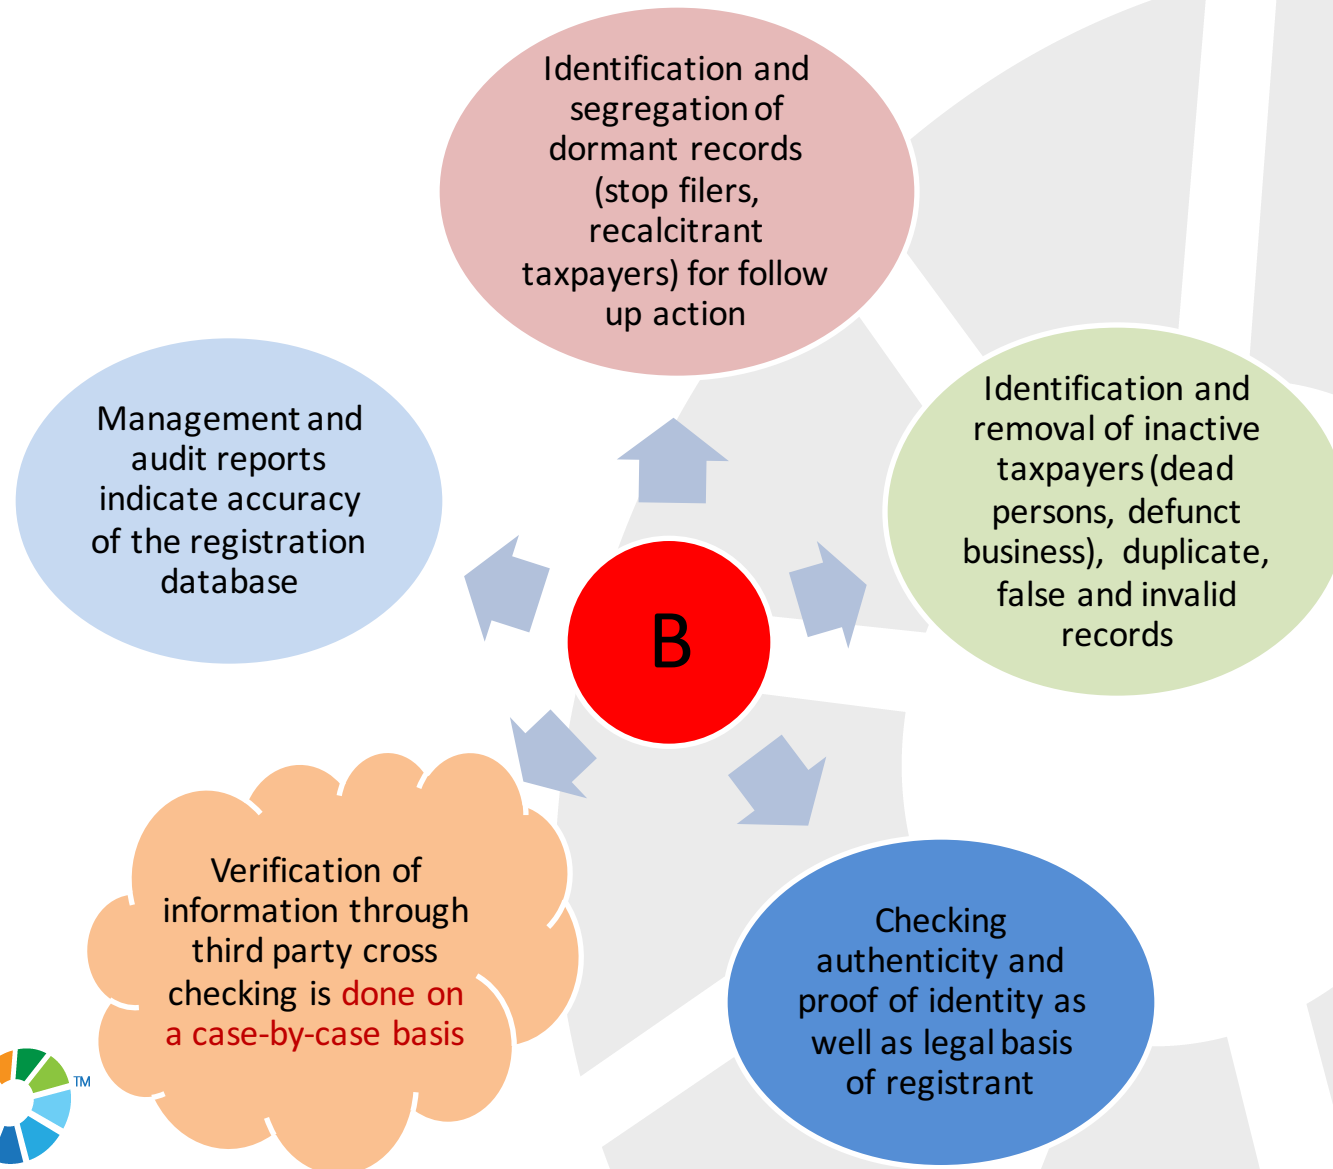 Identification and
segregation of
dormant records
(stop filers,
recalcitrant
taxpayers) for follow
up action
Management and
audit reports
indicate accuracy
of the registration
database
Identification and
removal of inactive
taxpayers (dead
persons, defunct
business), duplicate,
false and invalid
records
B
Verification of
information through
third party cross
checking is done on
a case-by-case basis
Checking
authenticity and
proof of identity as
well as legal basis
of registrant
TM